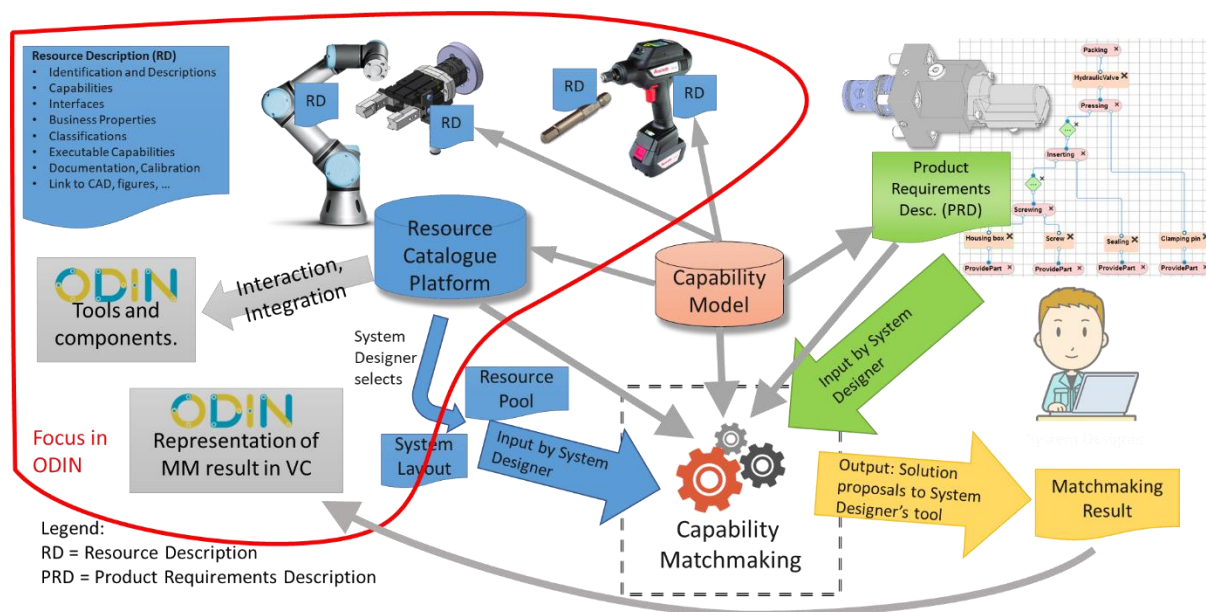 Resource Description (RD)
• Identification and Descriptions
• Capabilities
• Interfaces
• Business Properties
• Classifications
• Executable Capabilities
• Documentation, Calibration
• Link to CAD, figures, ...
RD
RD
RD
RD
Packing ×
HydraulicValve ×
Pressing ×
...
Inserting ×
...
Screwing ×
Housing box ×
Screw ×
Sealing ×
Clamping pin ×
ProvidePart ×
ProvidePart ×
ProvidePart ×
ProvidePart ×
Product
Requirements
Desc. (PRD)
Resource
Catalogue
Platform
Capability
Model
Interaction,
Integration
ODIN
Tools and
components.
System
Designer
selects
Resource
Pool
System
Layout
Input by System
Designer
Input by System
Designer
ODIN
Representation of
MM result in VC
Focus in
ODIN
Capability
Matchmaking
Output: Solution
proposals to System
Designer's tool
Matchmaking
Result
Legend:
RD = Resource Description
PRD = Product Requirements Description